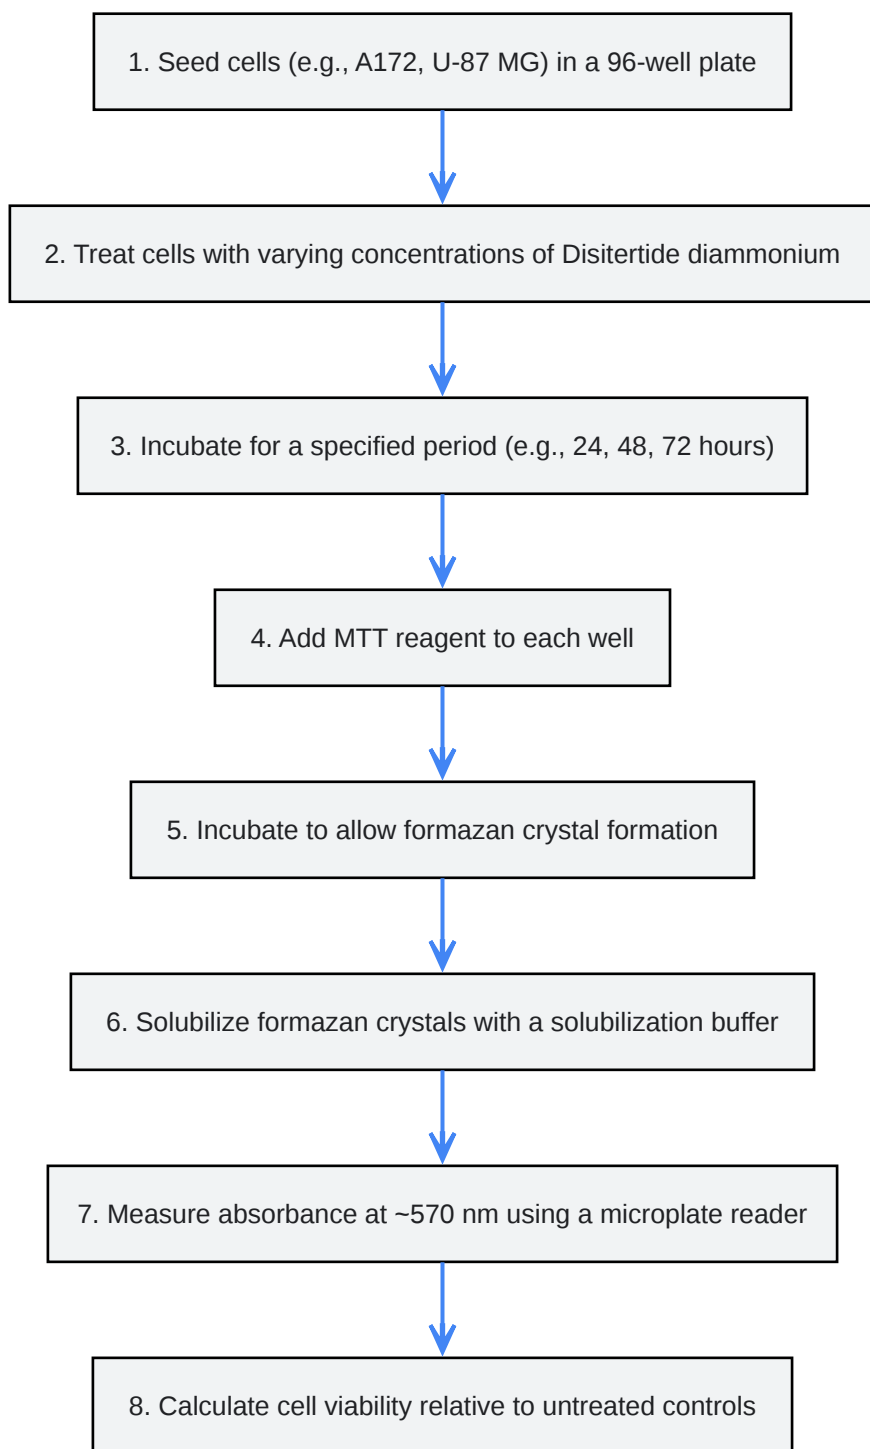 1. Seed cells (e.g., A172, U-87 MG) in a 96-well plate
2. Treat cells with varying concentrations of Disitertide diammonium
3. Incubate for a specified period (e.g., 24, 48, 72 hours)
4. Add MTT reagent to each well
5. Incubate to allow formazan crystal formation
6. Solubilize formazan crystals with a solubilization buffer
7. Measure absorbance at ~570 nm using a microplate reader
8. Calculate cell viability relative to untreated controls